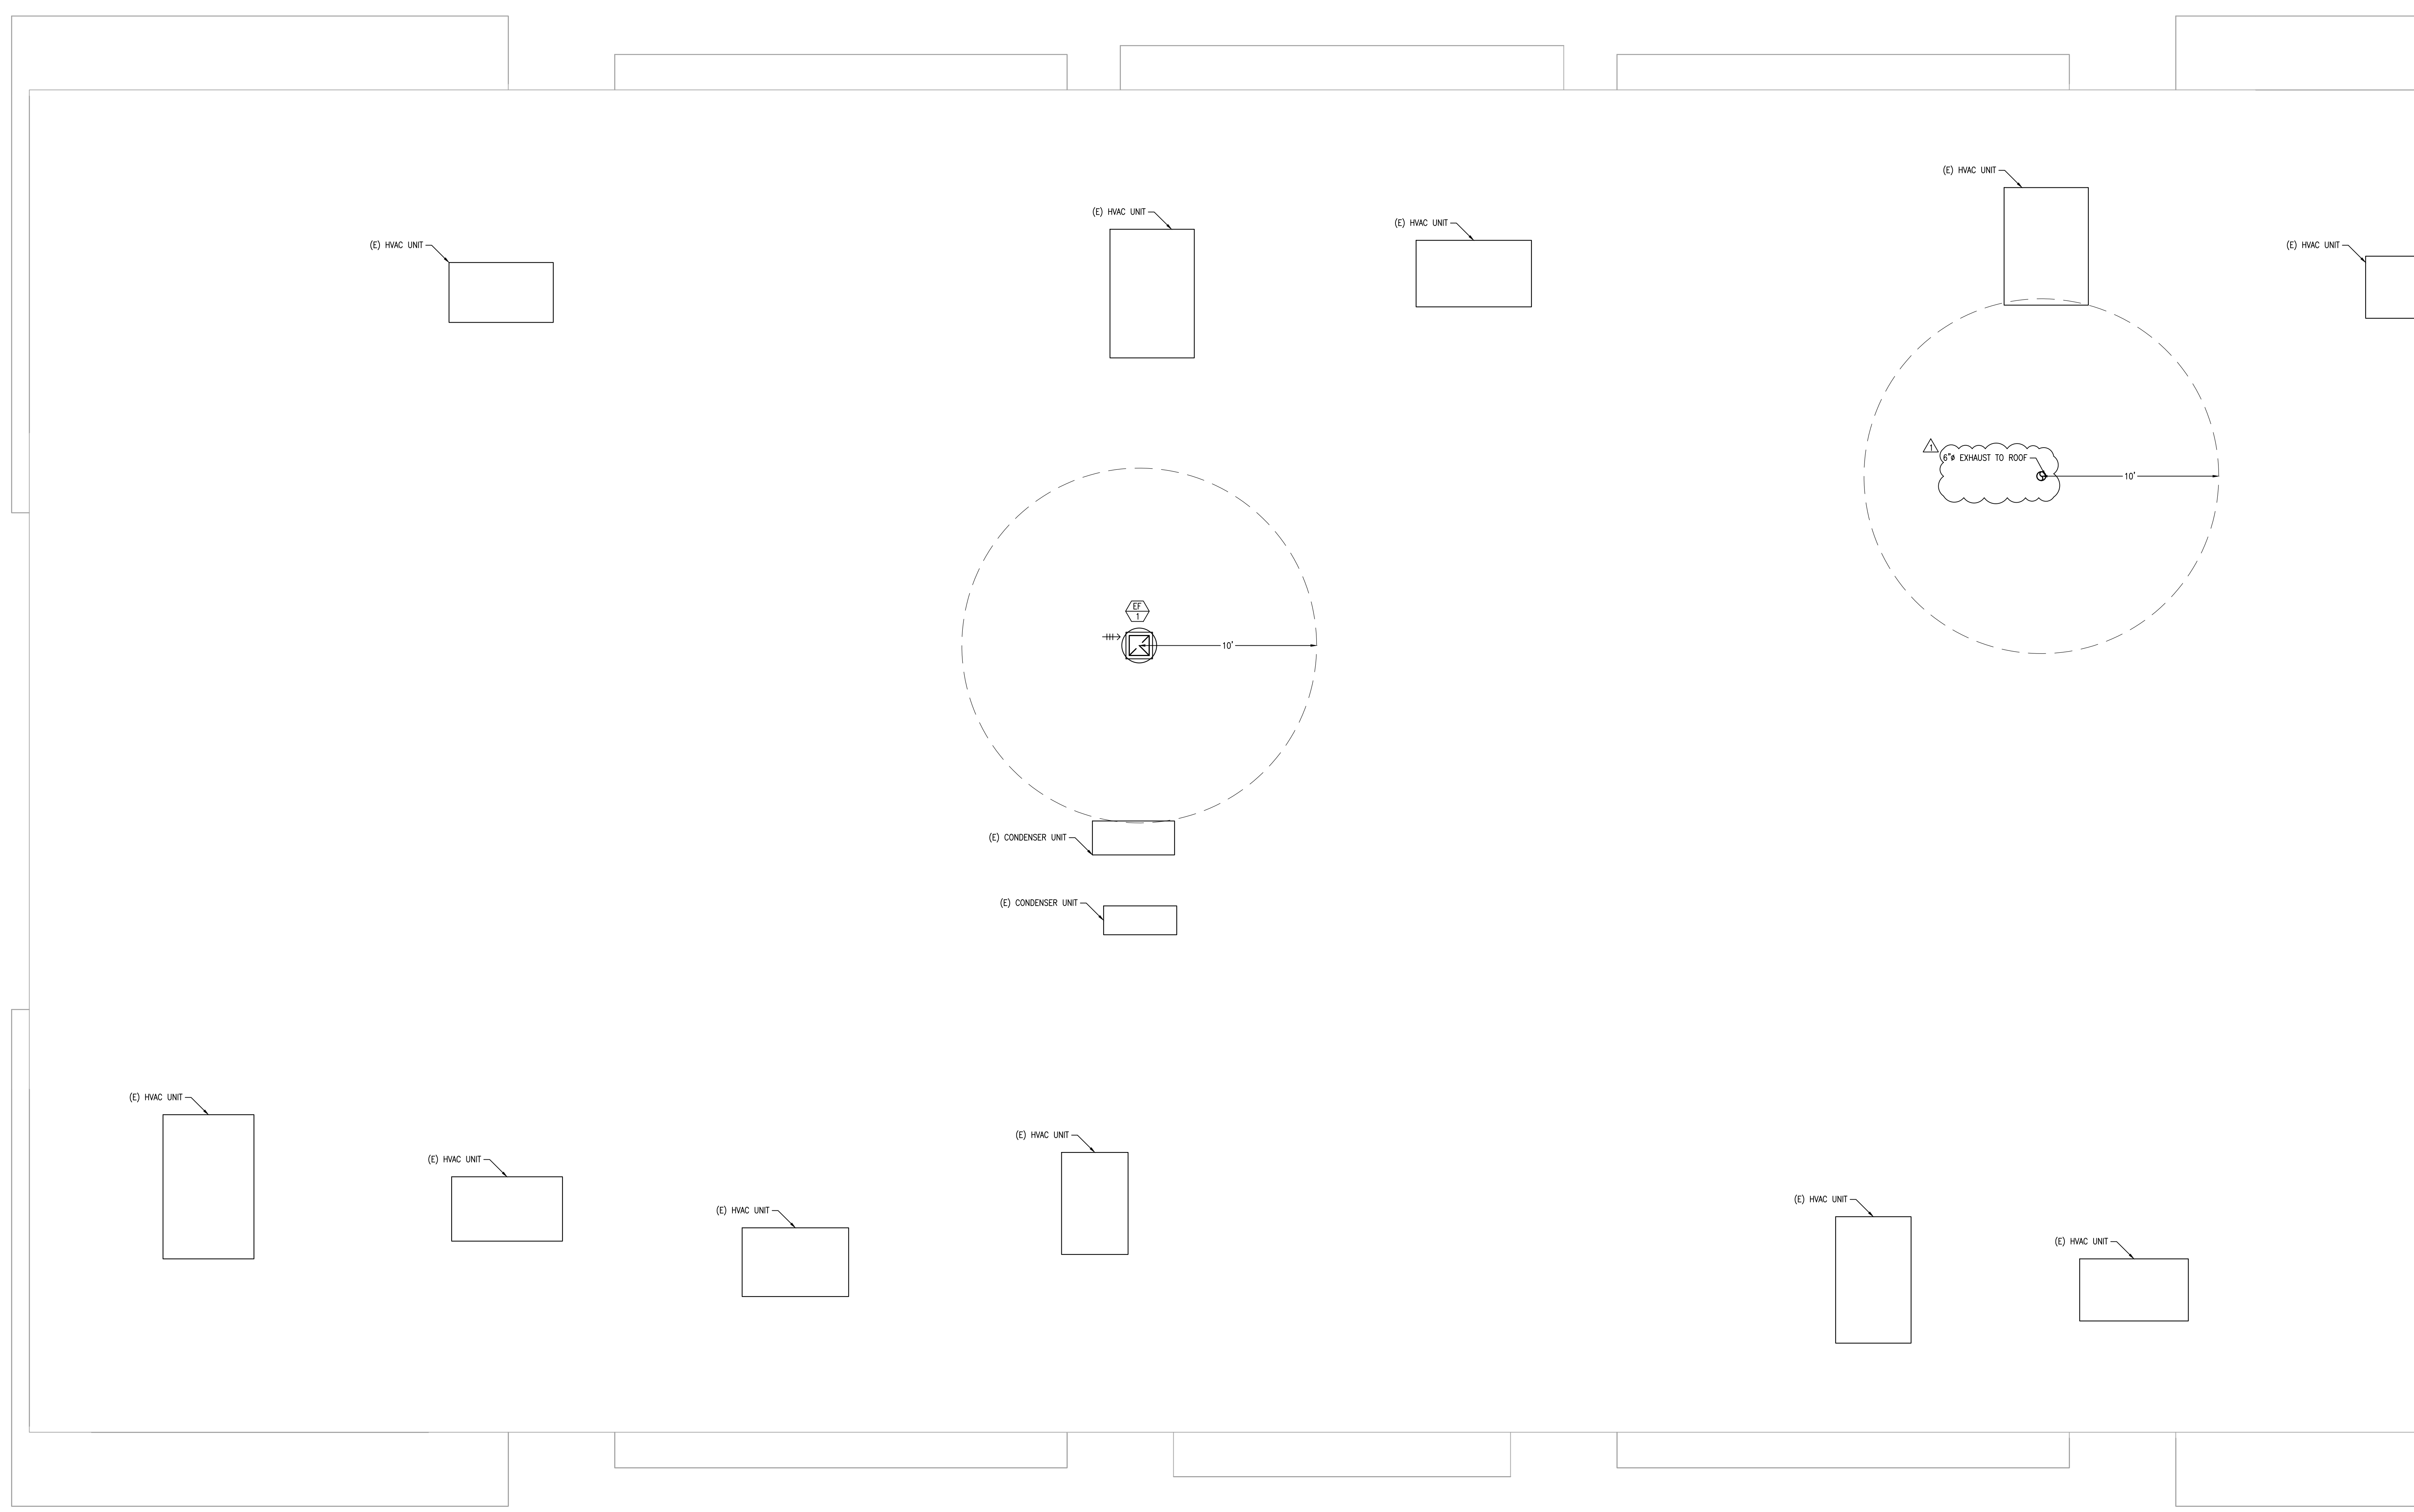 (E) HVAC UNIT
(E) HVAC UNIT
(E) HVAC UNIT
(E) HVAC UNIT
(E) HVAC UNIT
1
6"ø EXHAUST TO ROOF
10'
EF
1
10'
(E) CONDENSER UNIT
(E) CONDENSER UNIT
(E) HVAC UNIT
(E) HVAC UNIT
(E) HVAC UNIT
(E) HVAC UNIT
(E) HVAC UNIT
(E) HVAC UNIT